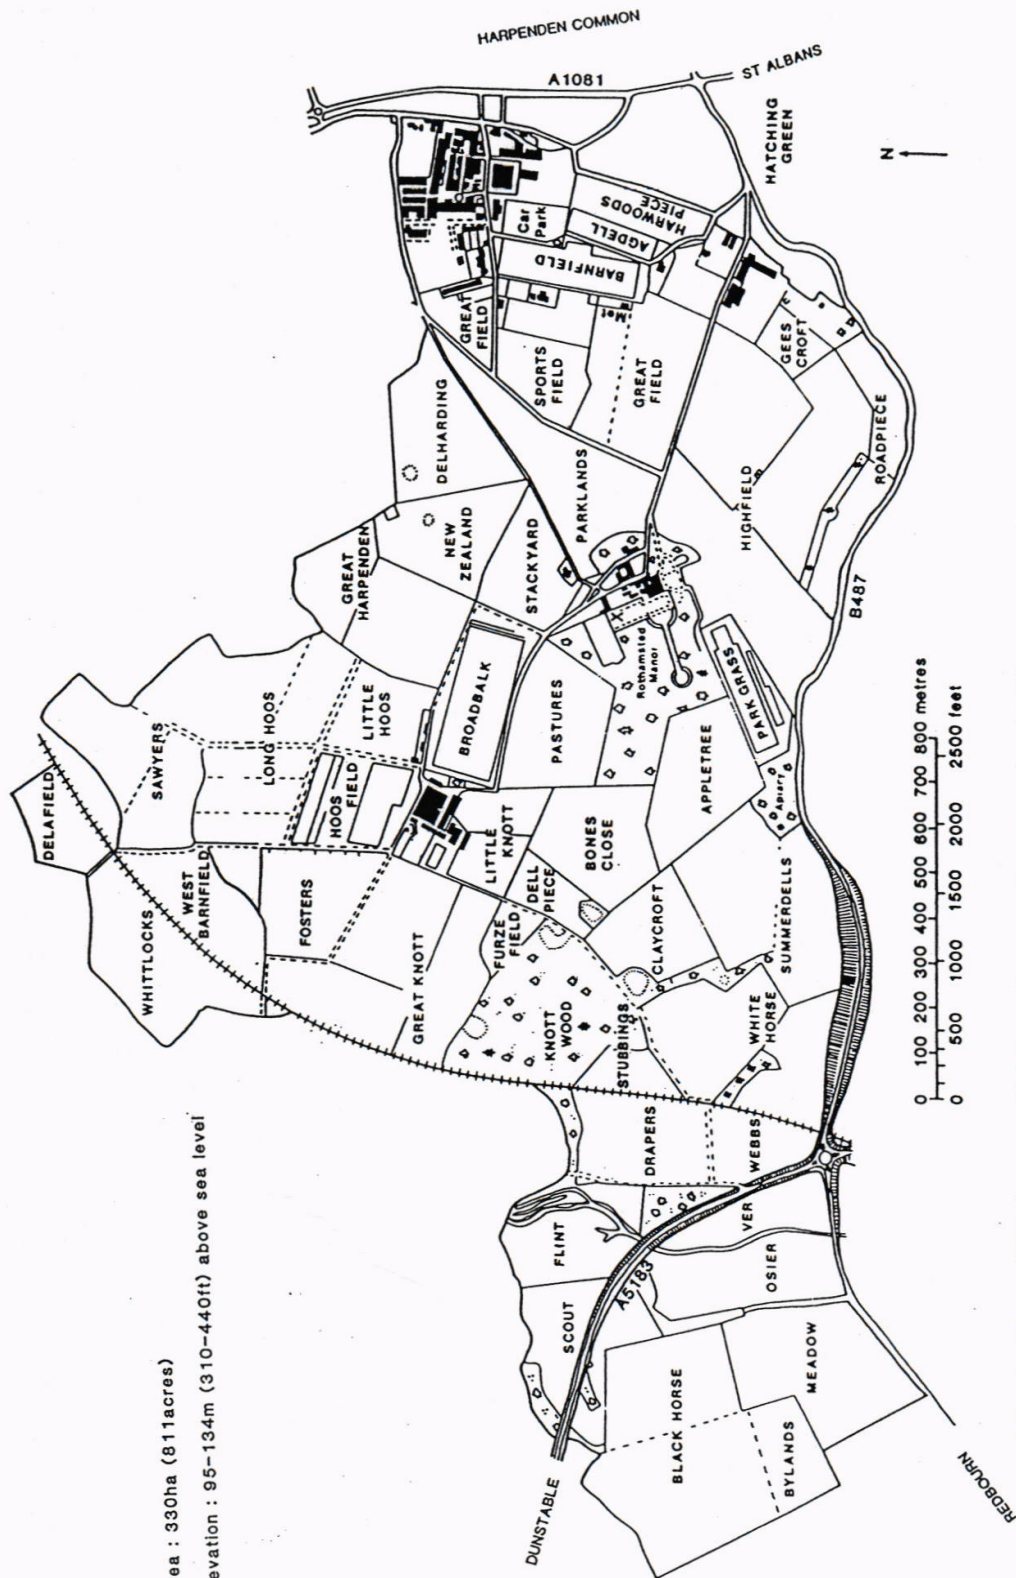 ea : 330ha (811acres)
evation : 95-134m (310-440ft) above sea level
HARPENDEN COMMON
A1081
ST ALBANS
HATCHING
GREEN
N
HARWOODS
PIECE
AGDELL
Car
Park
BARNFIELD
GREAT
FIELD
Met
SPORTS
FIELD
GREAT
FIELD
GEES
CROFT
ROADPIECE
DELHARDING
PARKLANDS
HIGHFIELD
NEW
ZEALAND
STACKYARD
GREAT
HARPENDEN
Rothamsted
Manor
B487
PARK GRASS
BROADBALK
PASTURES
APPLETREE
Apiary
LITTLE
HOOS
LONG HOOS
SAWYERS
HOOS
FIELD
DELAFIELD
LITTLE
KNOTT
BONES
CLOSE
DELL
PIECE
WEST
BARNFIELD
FOSTERS
WHITTLOCKS
FURZE
FIELD
CLAYCROFT
SUMMERDELLS
GREAT KNOTT
KNOTT
WOOD
STUBBINGS
WHITE
HORSE
DRAPERS
WEBBS
VER
FLINT
OSIER
SCOUT
A5183
MEADOW
BLACK HORSE
BYLANDS
DUNSTABLE
REDBOURN
0 100 200 300 400 500 600 700 800 metres
0 500 1000 1500 2000 2500 feet